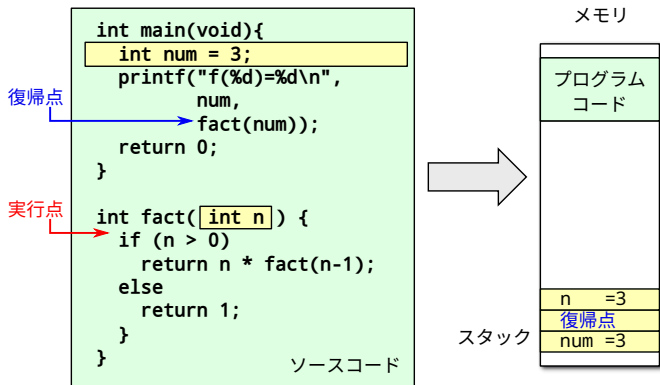 int main(void){
int num = 3;
printf("f(%d)=%d\n",
num,
fact(num));
return 0;
}
int fact( int n ) {
if (n > 0)
return n * fact(n-1);
else
return 1;
}
}
ソースコード
復帰点
実行点
メモリ
プログラム
コード
n =3
復帰点
num =3
スタック